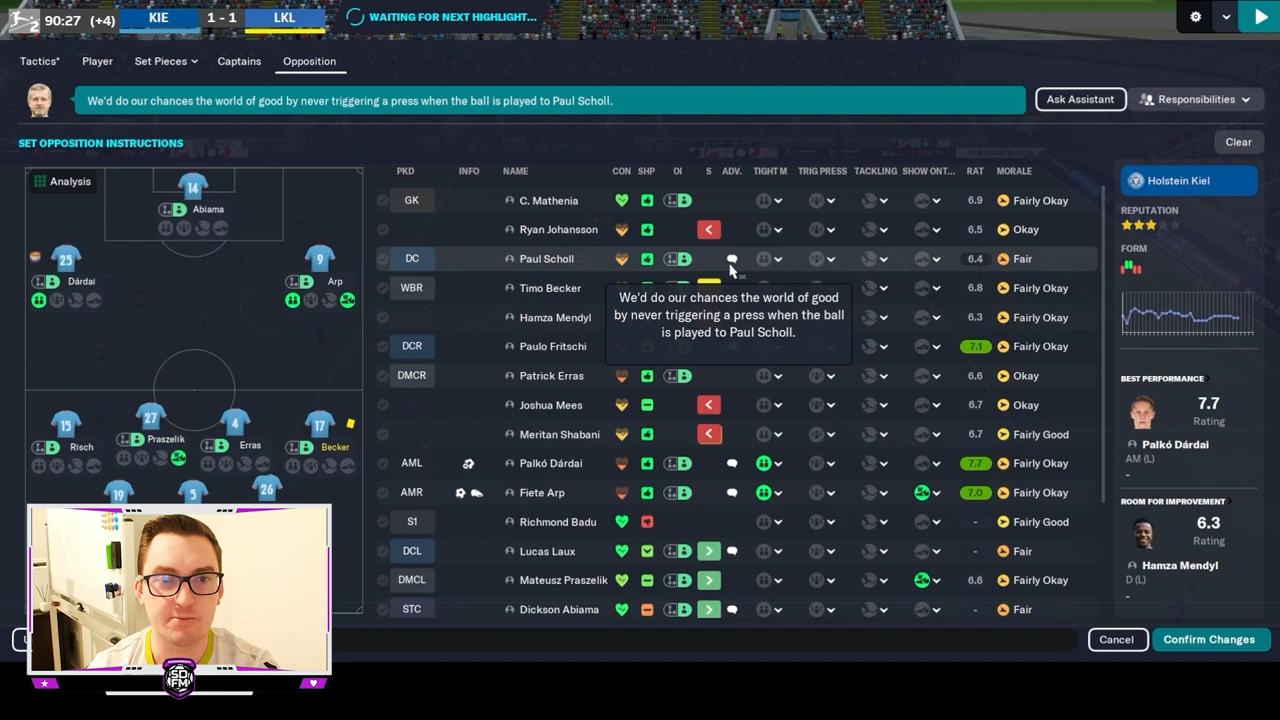 90:27 (+4) KIE 1 - 1 LKL WAITING FOR NEXT HIGHLIGHT...
Tactics* Player Set Pieces Captains Opposition
We'd do our chances the world of good by never triggering a press when the ball is played to Paul Scholl. Ask Assistant Responsibilities
SET OPPOSITION INSTRUCTIONS Clear
Analysis
14
Abiama
25
Dárdai
9
Arp
15
Risch
27
Praszelik
4
Erras
17
Becker
19
5
26
PKD INFO NAME CON SHP OI S ADV. TIGHT M TRIG PRESS TACKLING SHOW ONT... RAT MORALE
GK C. Mathenia 6.9 Fairly Okay
Ryan Johansson 6.5 Okay
DC Paul Scholl 6.4 Fair
WBR Timo Becker 6.8 Fairly Okay
Hamza Mendyl 6.3 Fairly Okay
DCR Paulo Fritschi 7.1 Fairly Okay
DMCR Patrick Erras 6.6 Okay
Joshua Mees 6.7 Okay
Meritan Shabani 6.7 Fairly Good
AML Palkó Dárdai 7.7 Fairly Okay
AMR Fiete Arp 7.0 Fairly Okay
S1 Richmond Badu - Fairly Good
DCL Lucas Laux - Fair
DMCL Mateusz Praszelik 6.6 Fairly Okay
STC Dickson Abiama - Fair
We'd do our chances the world of good
by never triggering a press when the ball
is played to Paul Scholl.
Holstein Kiel
REPUTATION
FORM
BEST PERFORMANCE
7.7
Rating
Palkó Dárdai
AM (L)
-
ROOM FOR IMPROVEMENT
6.3
Rating
Hamza Mendyl
D (L)
-
Cancel Confirm Changes
SD
FM